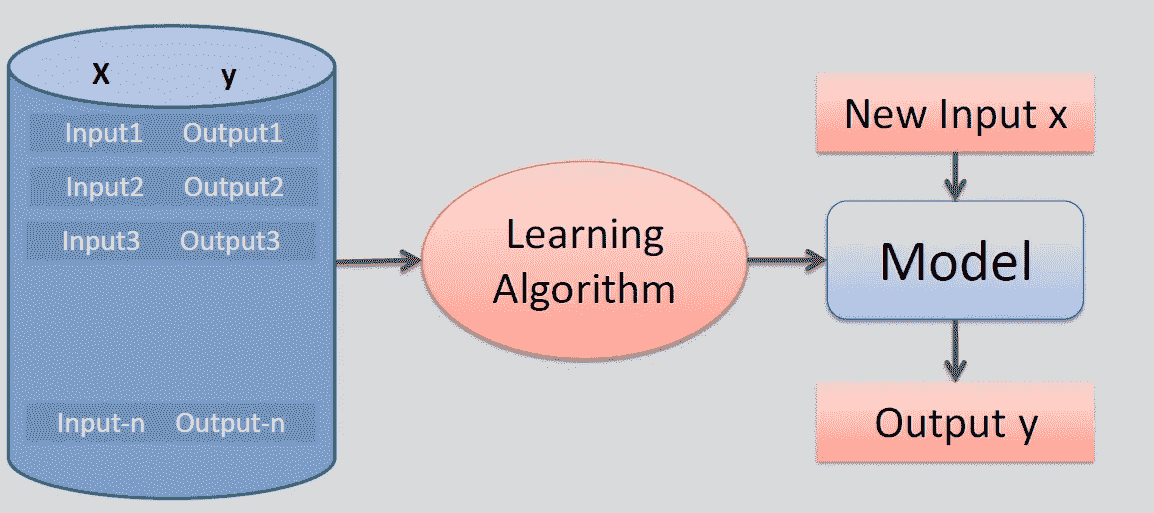 X y
Input1 Output1
Input2 Output2
Input3 Output3
Input-n Output-n
Learning
Algorithm
New Input x
Model
Output y